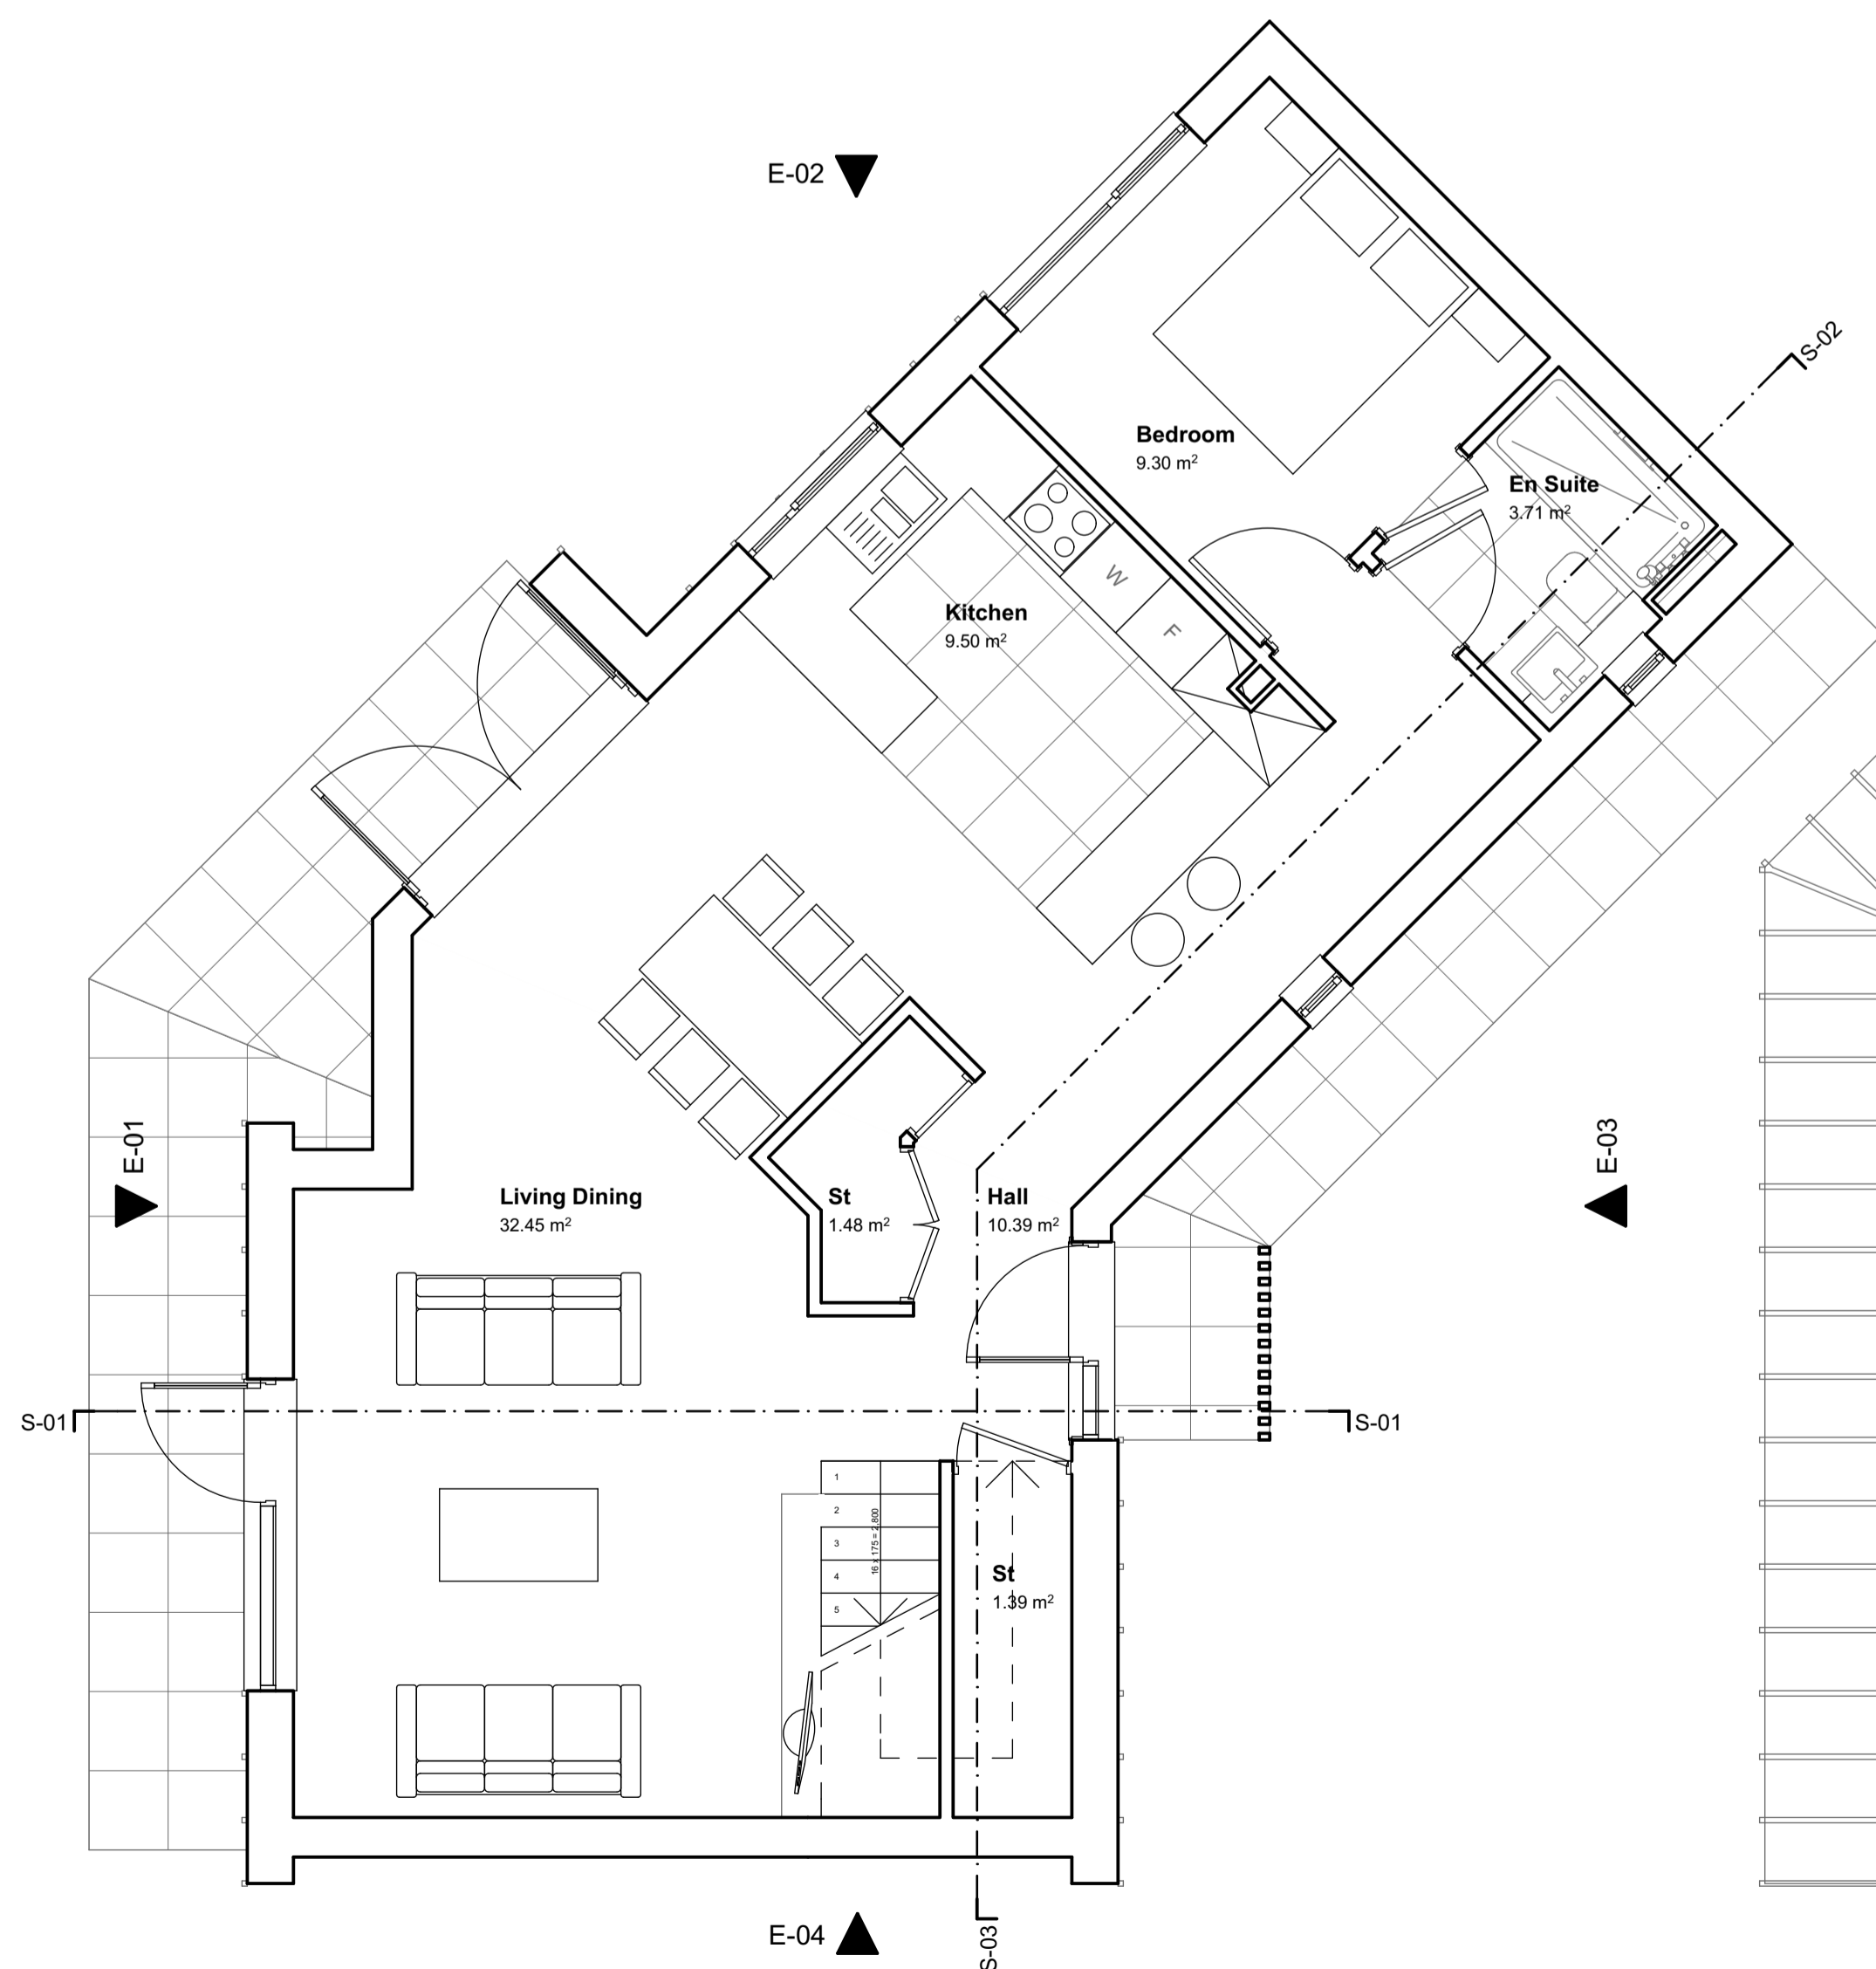 E-02
S-02
Bedroom
9.30 m²
En Suite
3.71 m²
W
F
Kitchen
9.50 m²
E-01
E-03
Living Dining
32.45 m²
St
1.48 m²
Hall
10.39 m²
S-01
S-01
1
2
3
4
5
16 x 175 = 2,800
St
1.39 m²
E-04
S-03